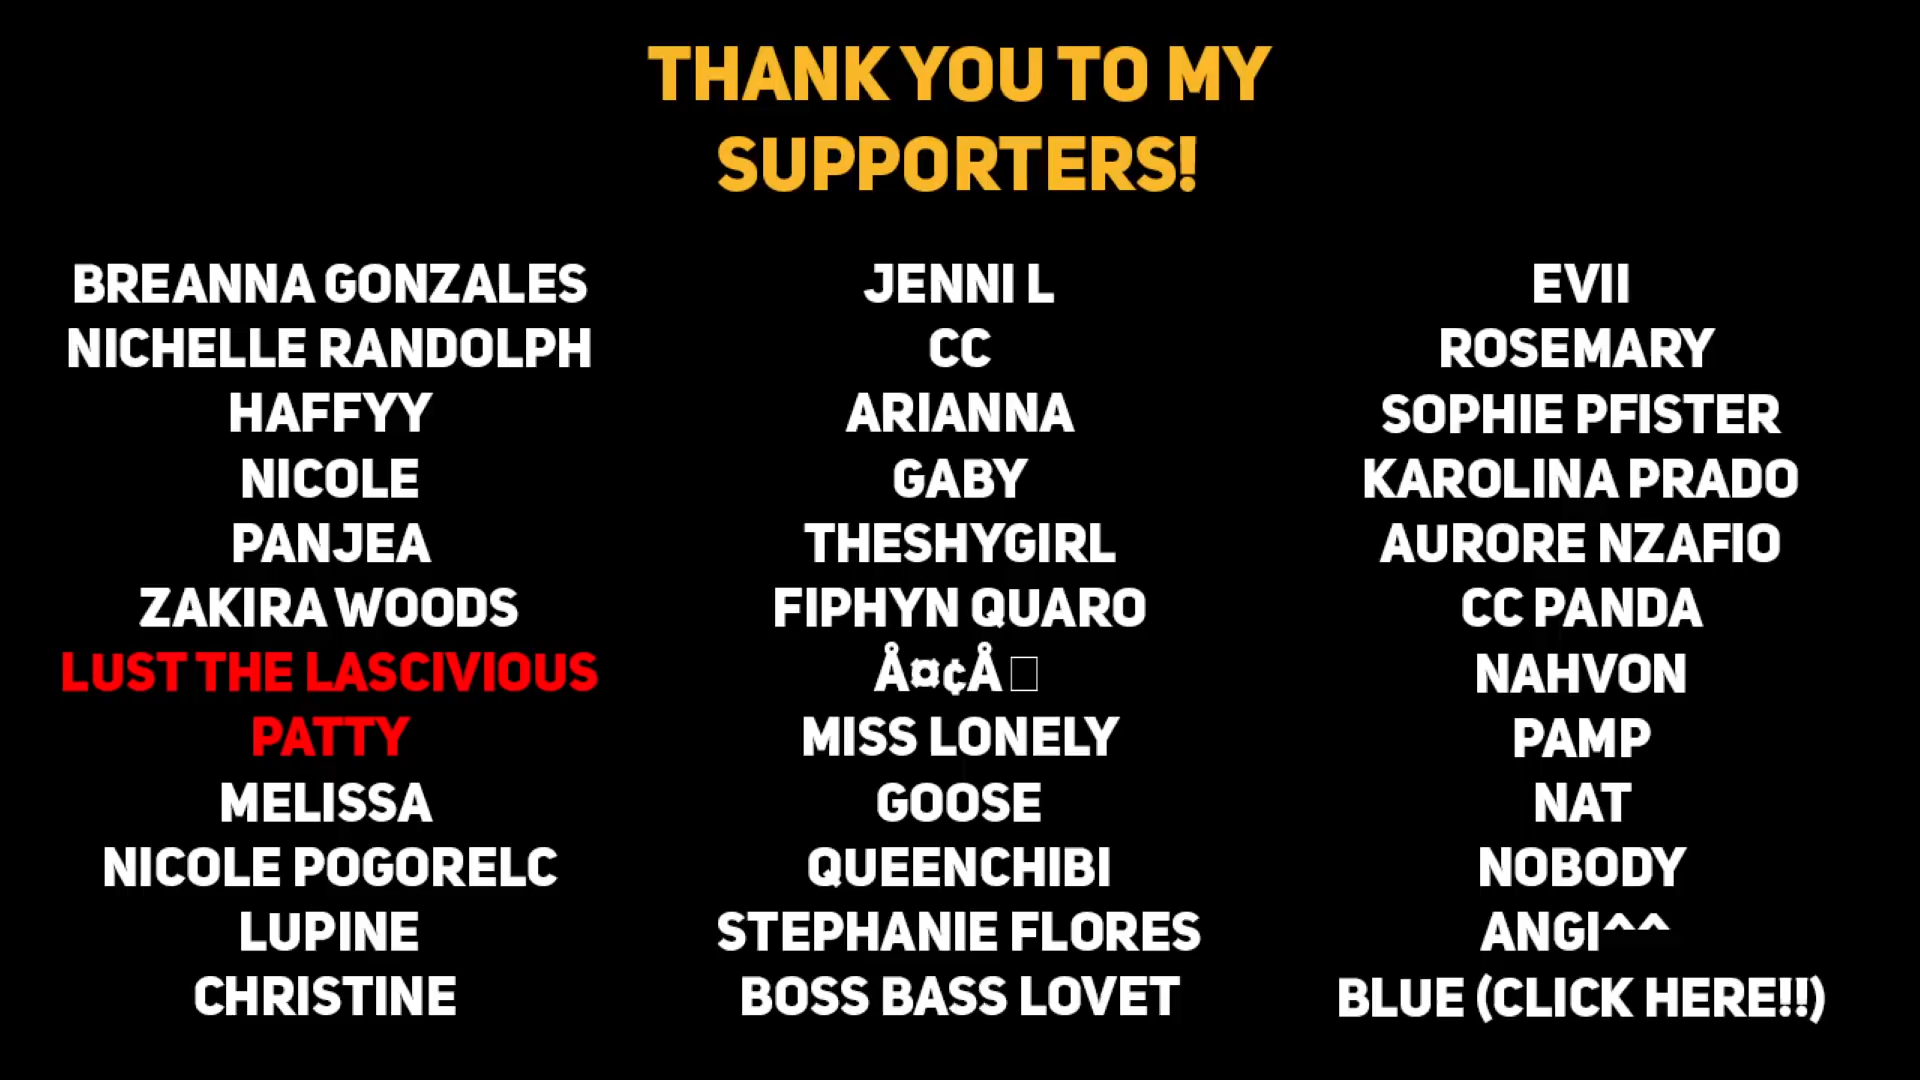 THANK YOU TO MY
SUPPORTERS!
BREANNA GONZALES
NICHELLE RANDOLPH
HAFFYY
NICOLE
PANJEA
ZAKIRA WOODS
LUST THE LASCIVIOUS
PATTY
MELISSA
NICOLE POGORELC
LUPINE
CHRISTINE
JENNI L
CC
ARIANNA
GABY
THESHYGIRL
FIPHYN QUARO
Å¤¢Å□
MISS LONELY
GOOSE
QUEENCHIBI
STEPHANIE FLORES
BOSS BASS LOVET
EVII
ROSEMARY
SOPHIE PFISTER
KAROLINA PRADO
AURORE NZAFIO
CC PANDA
NAHVON
PAMP
NAT
NOBODY
ANGI^^
BLUE (CLICK HERE!!)